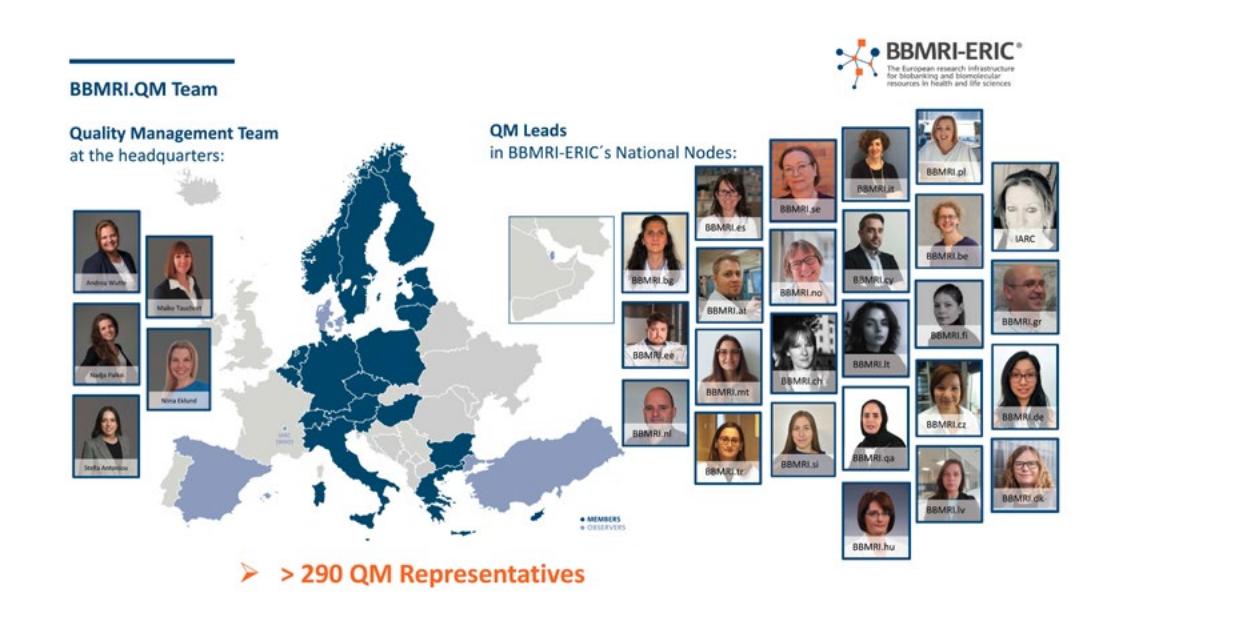 BBMRI-ERIC®
The European research infrastructure
for biobanking and biomolecular
resources in health and life sciences
BBMRI.QM Team
Quality Management Team
at the headquarters:
Andrea Wutte
Maike Tauchert
Nadja Palko
Nina Eklund
Stella Antoniou
QM Leads
in BBMRI-ERIC´s National Nodes:
BBMRI.bg
BBMRI.ee
BBMRI.nl
BBMRI.es
BBMRI.at
BBMRI.mt
BBMRI.tr
BBMRI.se
BBMRI.no
BBMRI.ch
BBMRI.si
BBMRI.it
BBMRI.cy
BBMRI.lt
BBMRI.qa
BBMRI.hu
BBMRI.pl
BBMRI.be
BBMRI.fi
BBMRI.cz
BBMRI.lv
IARC
BBMRI.gr
BBMRI.de
BBMRI.dk
IARC
MEMBERS
OBSERVERS
➢ > 290 QM Representatives